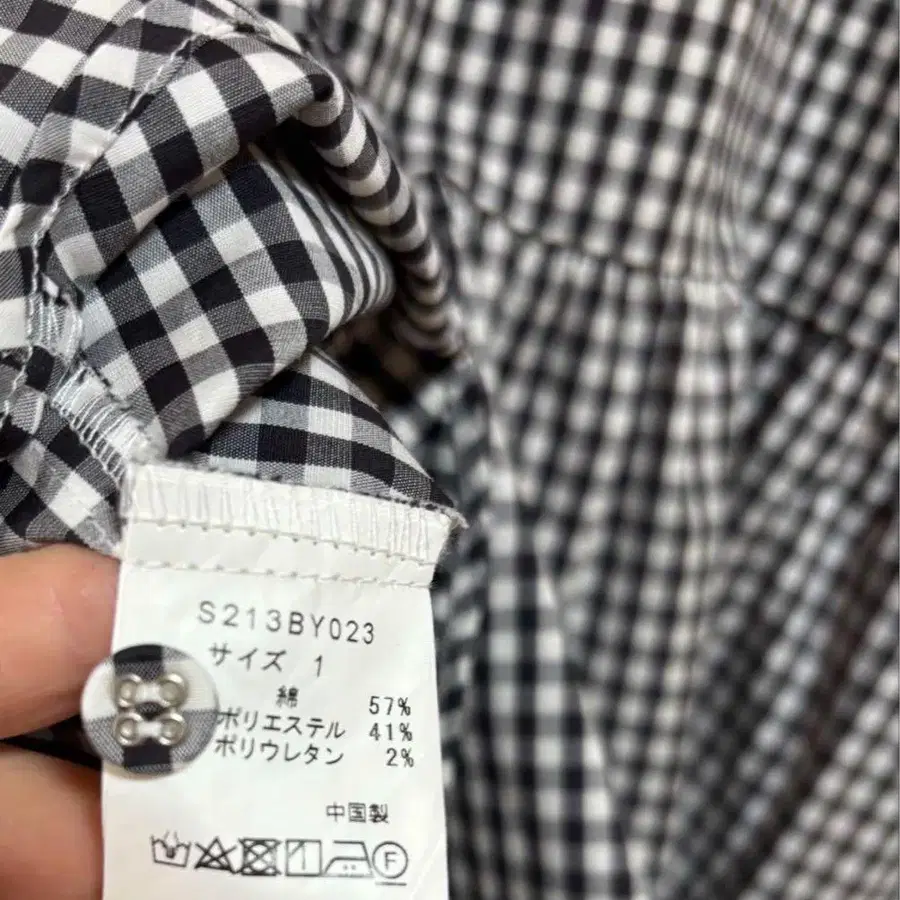 S213BY023
サイズ 1
綿 57%
ポリエステル 41%
ポリウレタン 2%
中国製
F